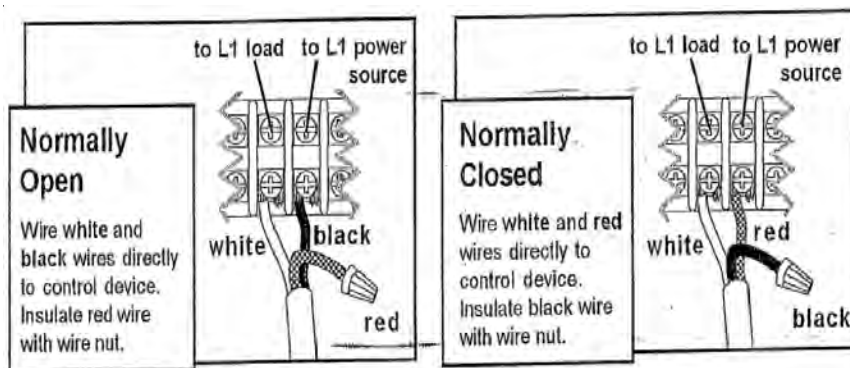 to L1 load to L1 power
source
Normally
Open
Wire white and
black wires directly
to control device.
Insulate red wire
with wire nut.
white
black
red
to L1 load to L1 power
source
Normally
Closed
Wire white and red
wires directly to
control device.
Insulate black wire
with wire nut.
white
red
black